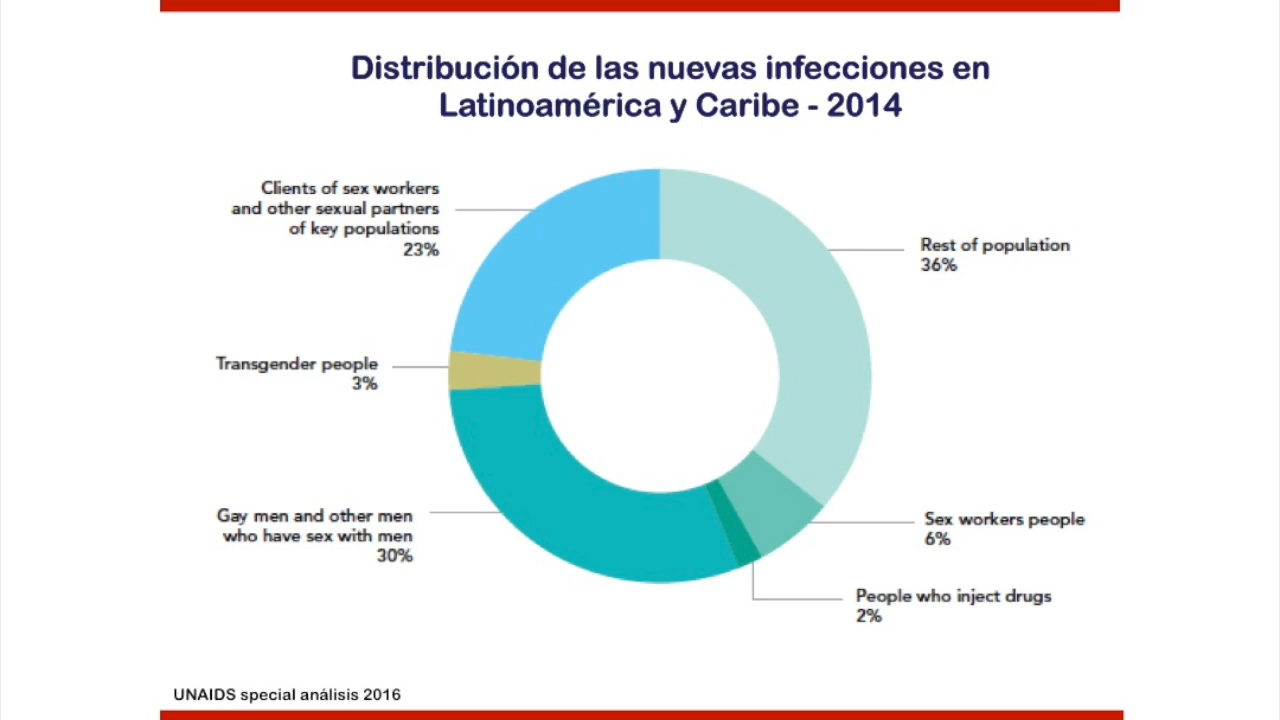 Distribución de las nuevas infecciones en
Latinoamérica y Caribe - 2014
Clients of sex workers
and other sexual partners
of key populations
23%
Rest of population
36%
Transgender people
3%
Gay men and other men
who have sex with men
30%
Sex workers people
6%
People who inject drugs
2%
UNAIDS special análisis 2016